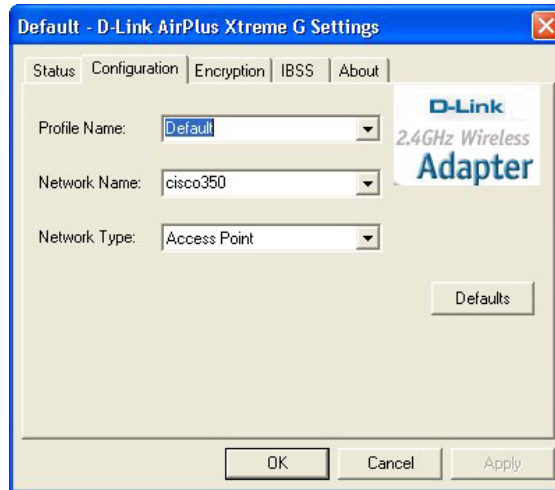 Default - D-Link AirPlus Xtreme G Settings
Status Configuration Encryption IBSS About
D-Link
2.4GHz Wireless
Adapter
Profile Name: Default
Network Name: cisco350
Network Type: Access Point
Defaults
OK Cancel Apply